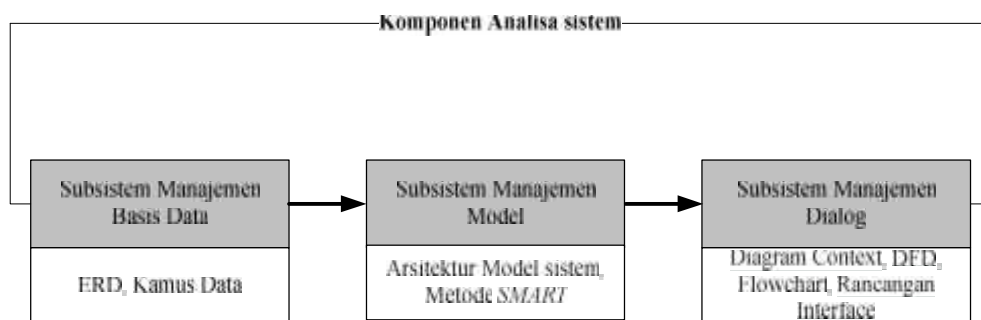 Komponen Analisa sistem
Subsistem Manajemen
Basis Data
ERD, Kamus Data
Subsistem Manajemen
Model
Arsitektur Model sistem,
Metode SMART
Subsistem Manajemen
Dialog
Diagram Context, DFD,
Flowchart, Rancangan
Interface